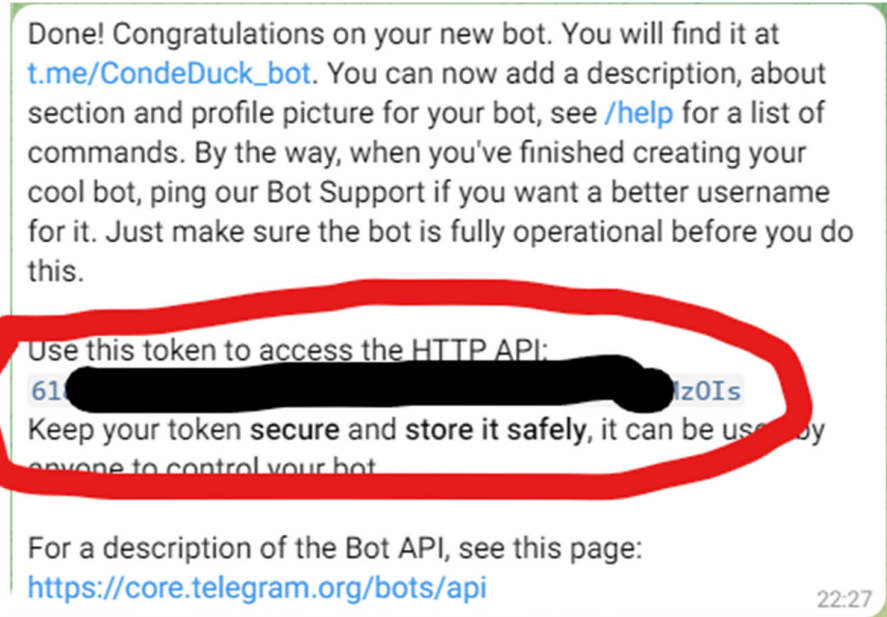 Done! Congratulations on your new bot. You will find it at
t.me/CondeDuck_bot. You can now add a description, about
section and profile picture for your bot, see /help for a list of
commands. By the way, when you've finished creating your
cool bot, ping our Bot Support if you want a better username
for it. Just make sure the bot is fully operational before you do
this.
Use this token to access the HTTP API:
Keep your token secure and store it safely, it can be used by
anyone to control your bot
For a description of the Bot API, see this page:
https://core.telegram.org/bots/api
22:27